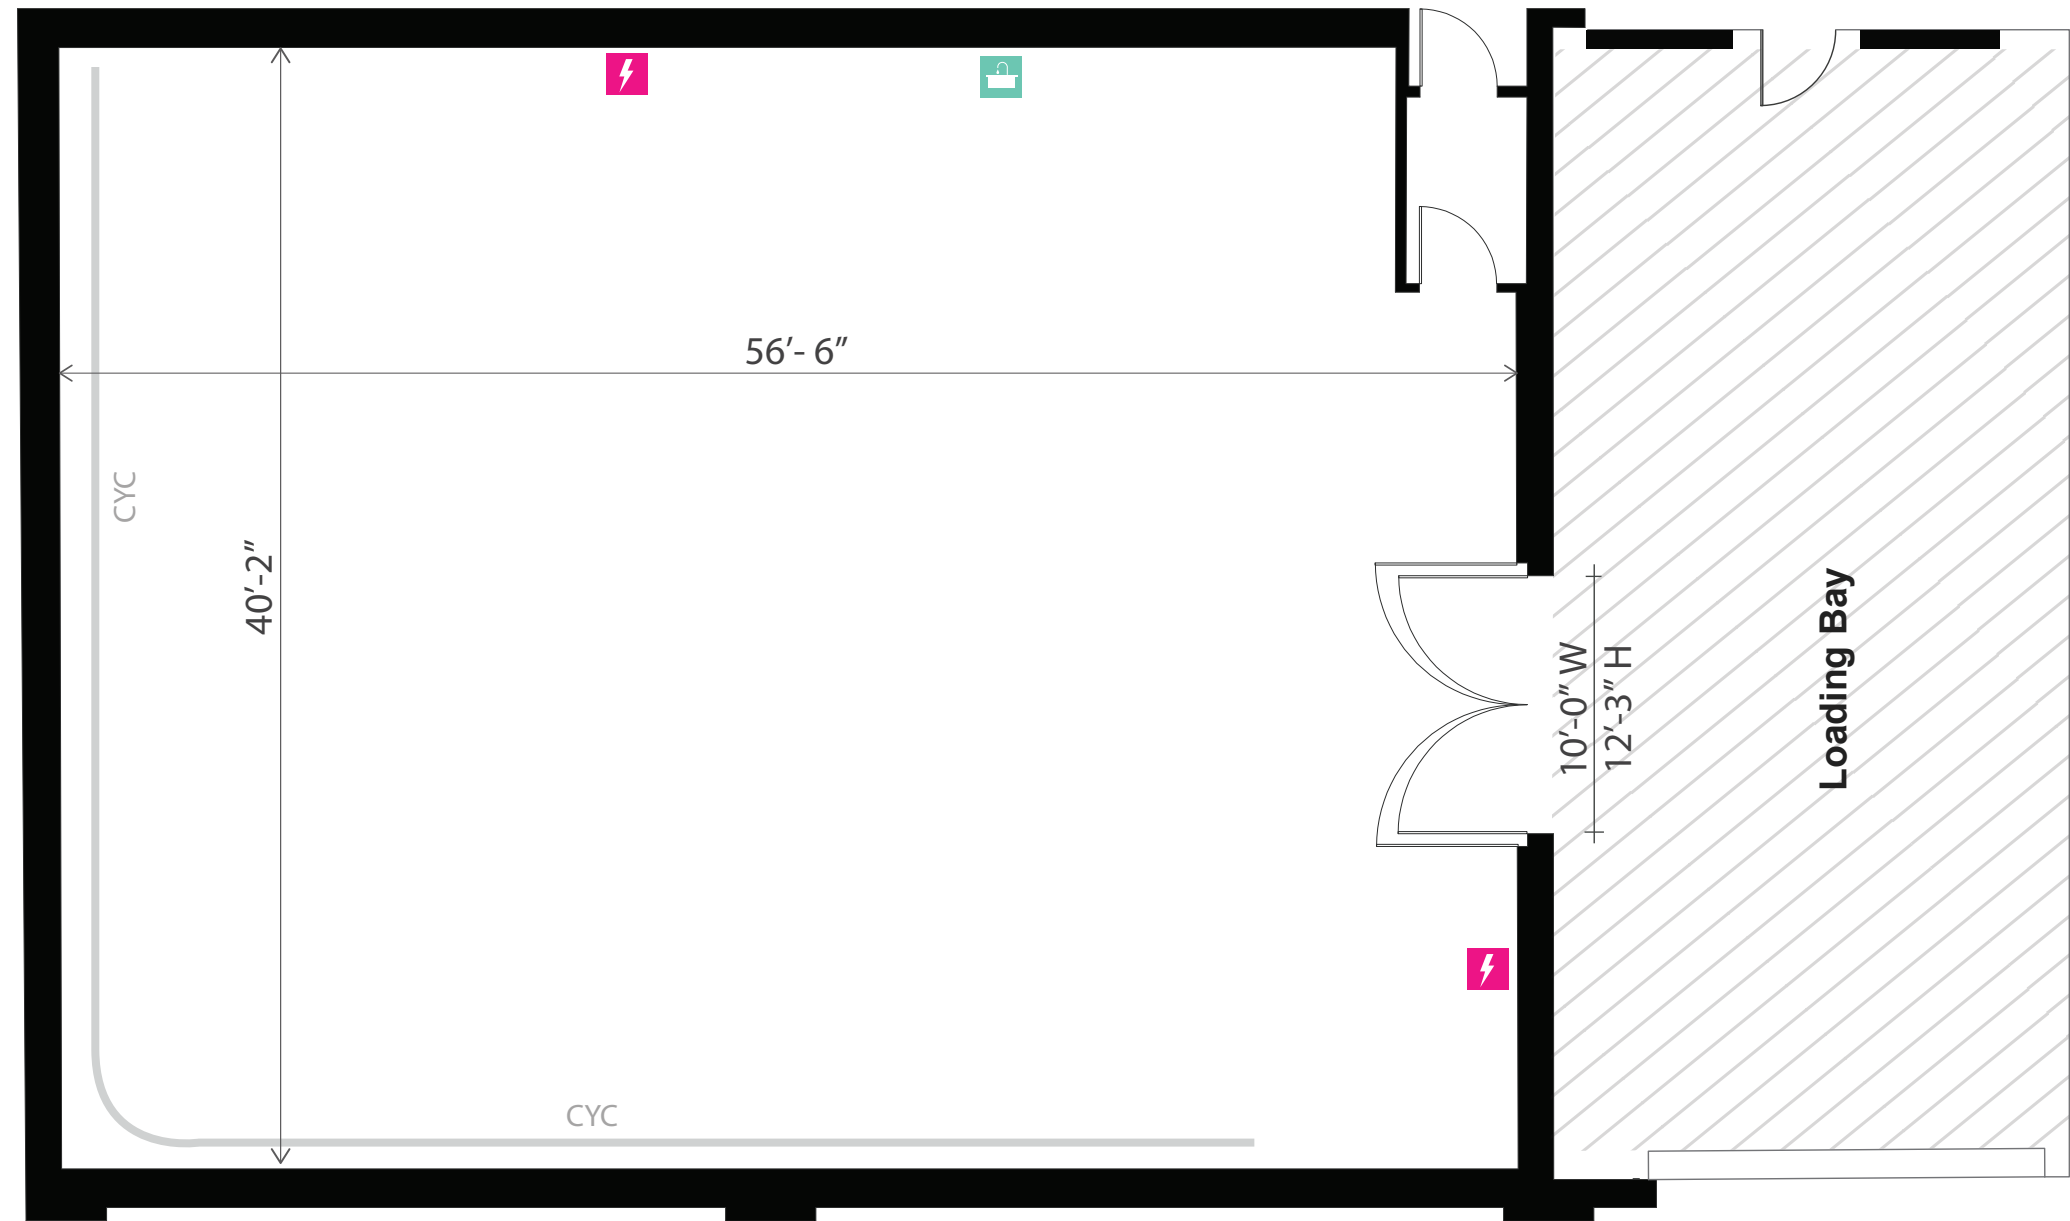 56’- 6”
CYC
40’-2”
10’-0” W
12’-3” H
Loading Bay
CYC